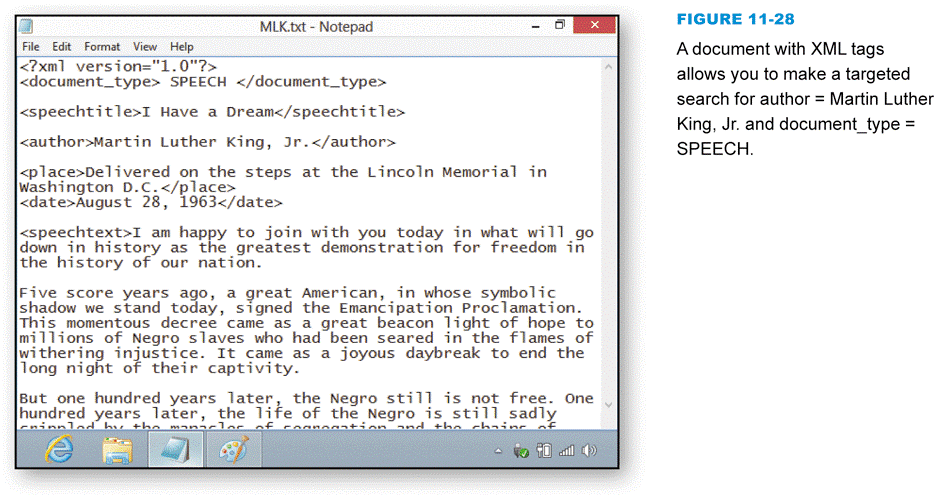 MLK.txt - Notepad
File Edit Format View Help
<?xml version="1.0"?>
<document_type> SPEECH </document_type>
<speechtitle>I Have a Dream</speechtitle>
<author>Martin Luther King, Jr.</author>
<place>Delivered on the steps at the Lincoln Memorial in
Washington D.C.</place>
<date>August 28, 1963</date>
<speechtext>I am happy to join with you today in what will go
down in history as the greatest demonstration for freedom in
the history of our nation.
Five score years ago, a great American, in whose symbolic
shadow we stand today, signed the Emancipation Proclamation.
This momentous decree came as a great beacon light of hope to
millions of Negro slaves who had been seared in the flames of
withering injustice. It came as a joyous daybreak to end the
long night of their captivity.
But one hundred years later, the Negro still is not free. One
hundred years later, the life of the Negro is still sadly
crippled by the manacles of segregation and the chains of
FIGURE 11-28
A document with XML tags
allows you to make a targeted
search for author = Martin Luther
King, Jr. and document_type =
SPEECH.